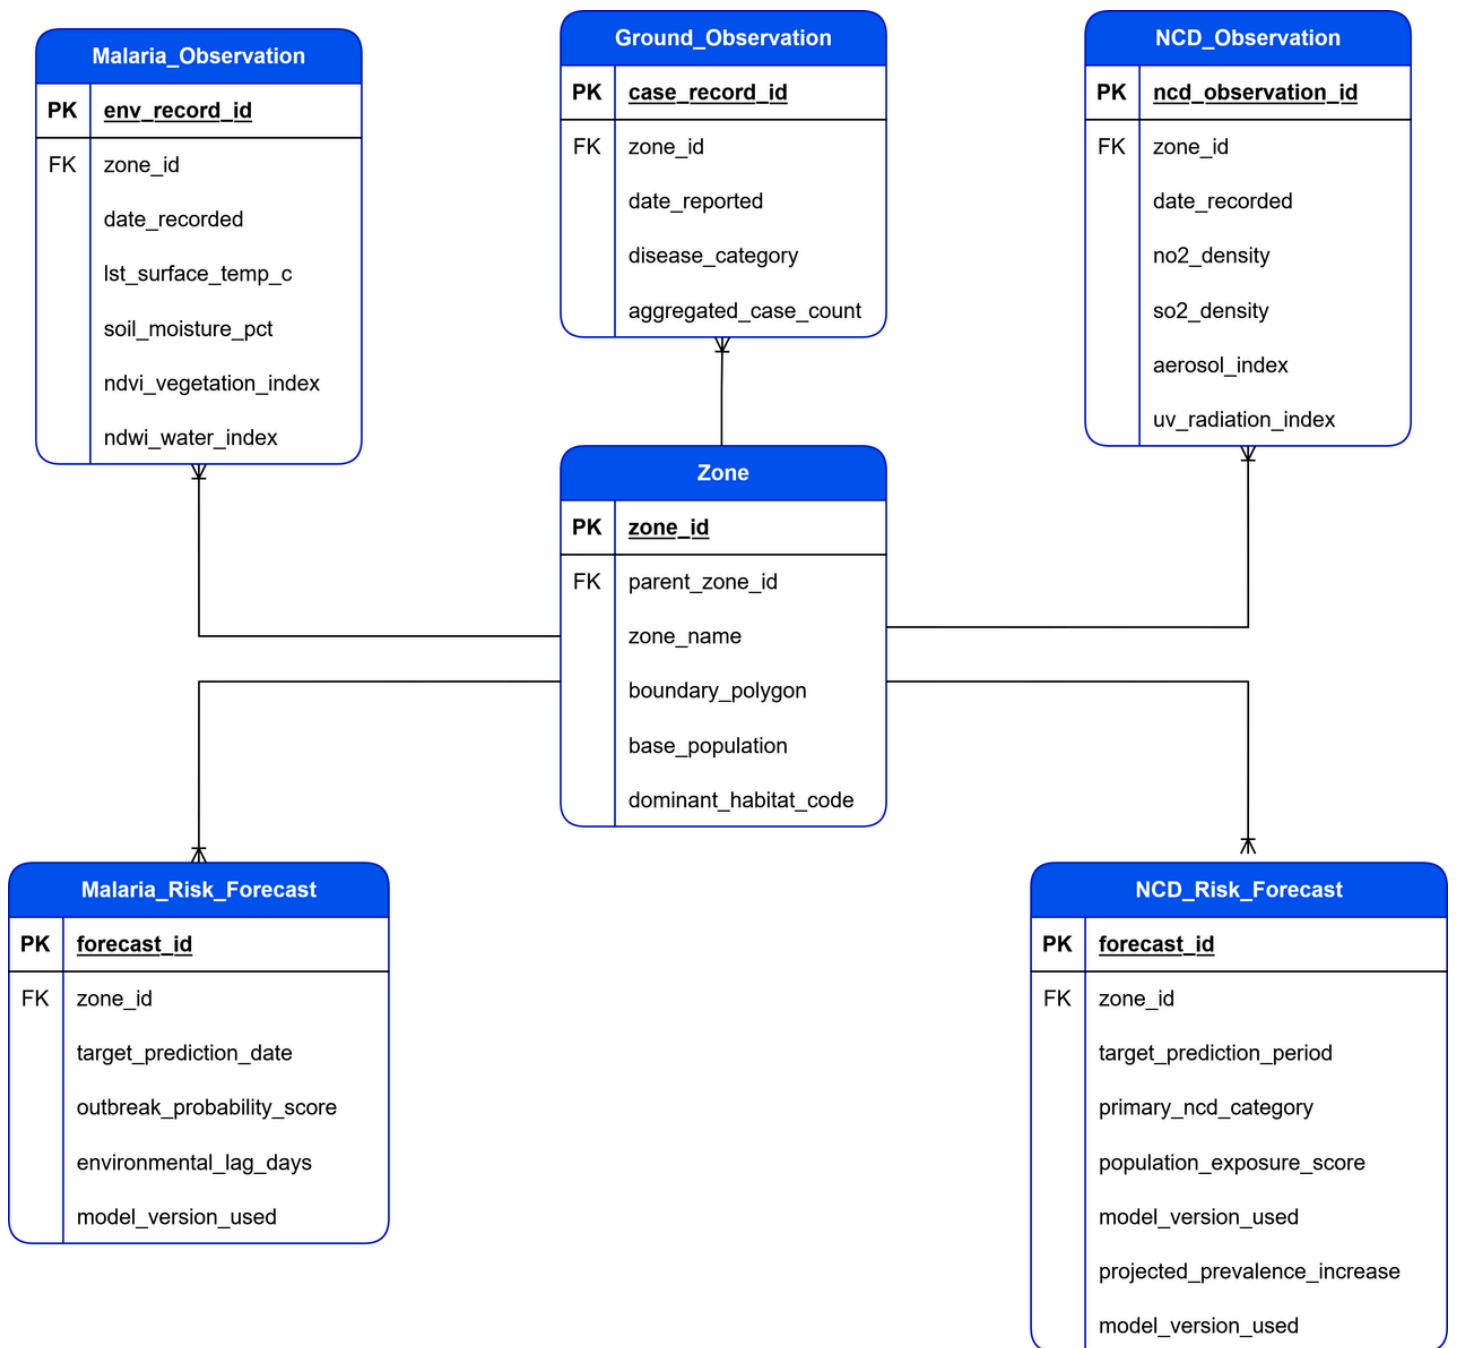 Malaria_Observation
PK env_record_id
FK zone_id
date_recorded
lst_surface_temp_c
soil_moisture_pct
ndvi_vegetation_index
ndwi_water_index
Ground_Observation
PK case_record_id
FK zone_id
date_reported
disease_category
aggregated_case_count
NCD_Observation
PK ncd_observation_id
FK zone_id
date_recorded
no2_density
so2_density
aerosol_index
uv_radiation_index
Zone
PK zone_id
FK parent_zone_id
zone_name
boundary_polygon
base_population
dominant_habitat_code
Malaria_Risk_Forecast
PK forecast_id
FK zone_id
target_prediction_date
outbreak_probability_score
environmental_lag_days
model_version_used
NCD_Risk_Forecast
PK forecast_id
FK zone_id
target_prediction_period
primary_ncd_category
population_exposure_score
model_version_used
projected_prevalence_increase
model_version_used